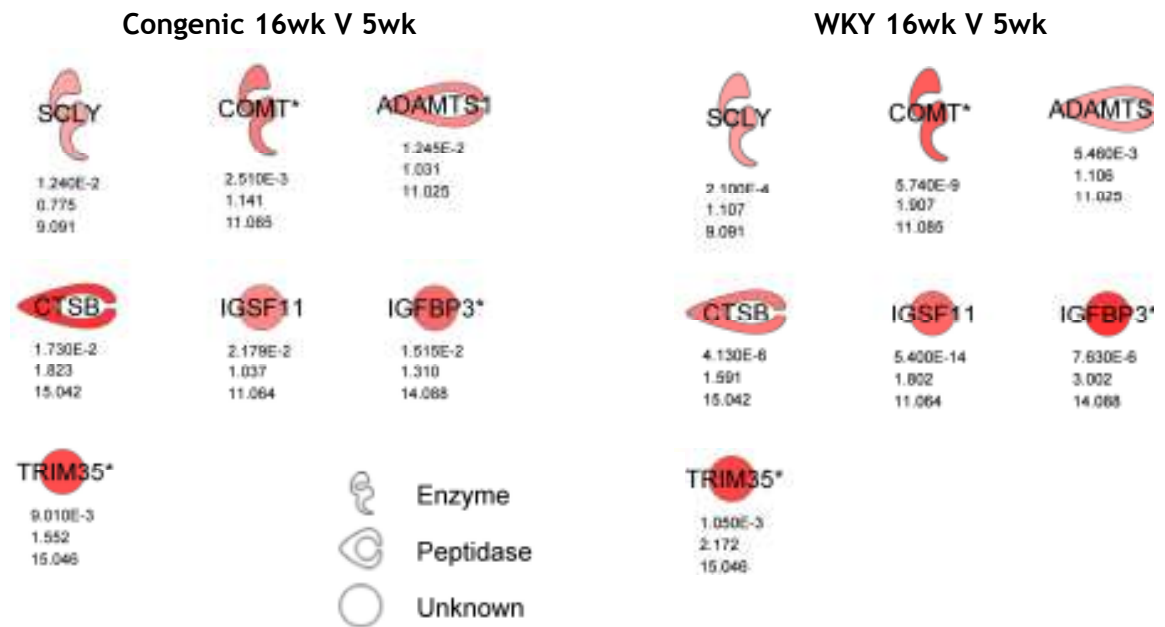 Congenic 16wk V 5wk
SCLY
1.240E-2
0.775
9.091
COMT*
2.510E-3
1.141
11.085
ADAMTS1
1.245E-2
1.031
11.025
CTSB
1.730E-2
1.823
15.042
IGSF11
2.179E-2
1.037
11.064
IGFBP3*
1.515E-2
1.310
14.088
TRIM35*
9.010E-3
1.552
15.046
Enzyme
Peptidase
Unknown
WKY 16wk V 5wk
SCLY
2.100E-4
1.107
9.091
COMT*
5.740E-9
1.907
11.085
ADAMTS
5.460E-3
1.106
11.025
CTSB
4.130E-6
1.591
15.042
IGSF11
5.400E-14
1.802
11.064
IGFBP3*
7.630E-6
3.002
14.088
TRIM35*
1.050E-3
2.172
15.046